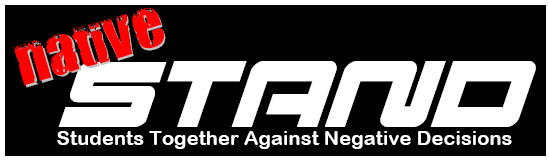 native
STAND
Students Together Against Negative Decisions